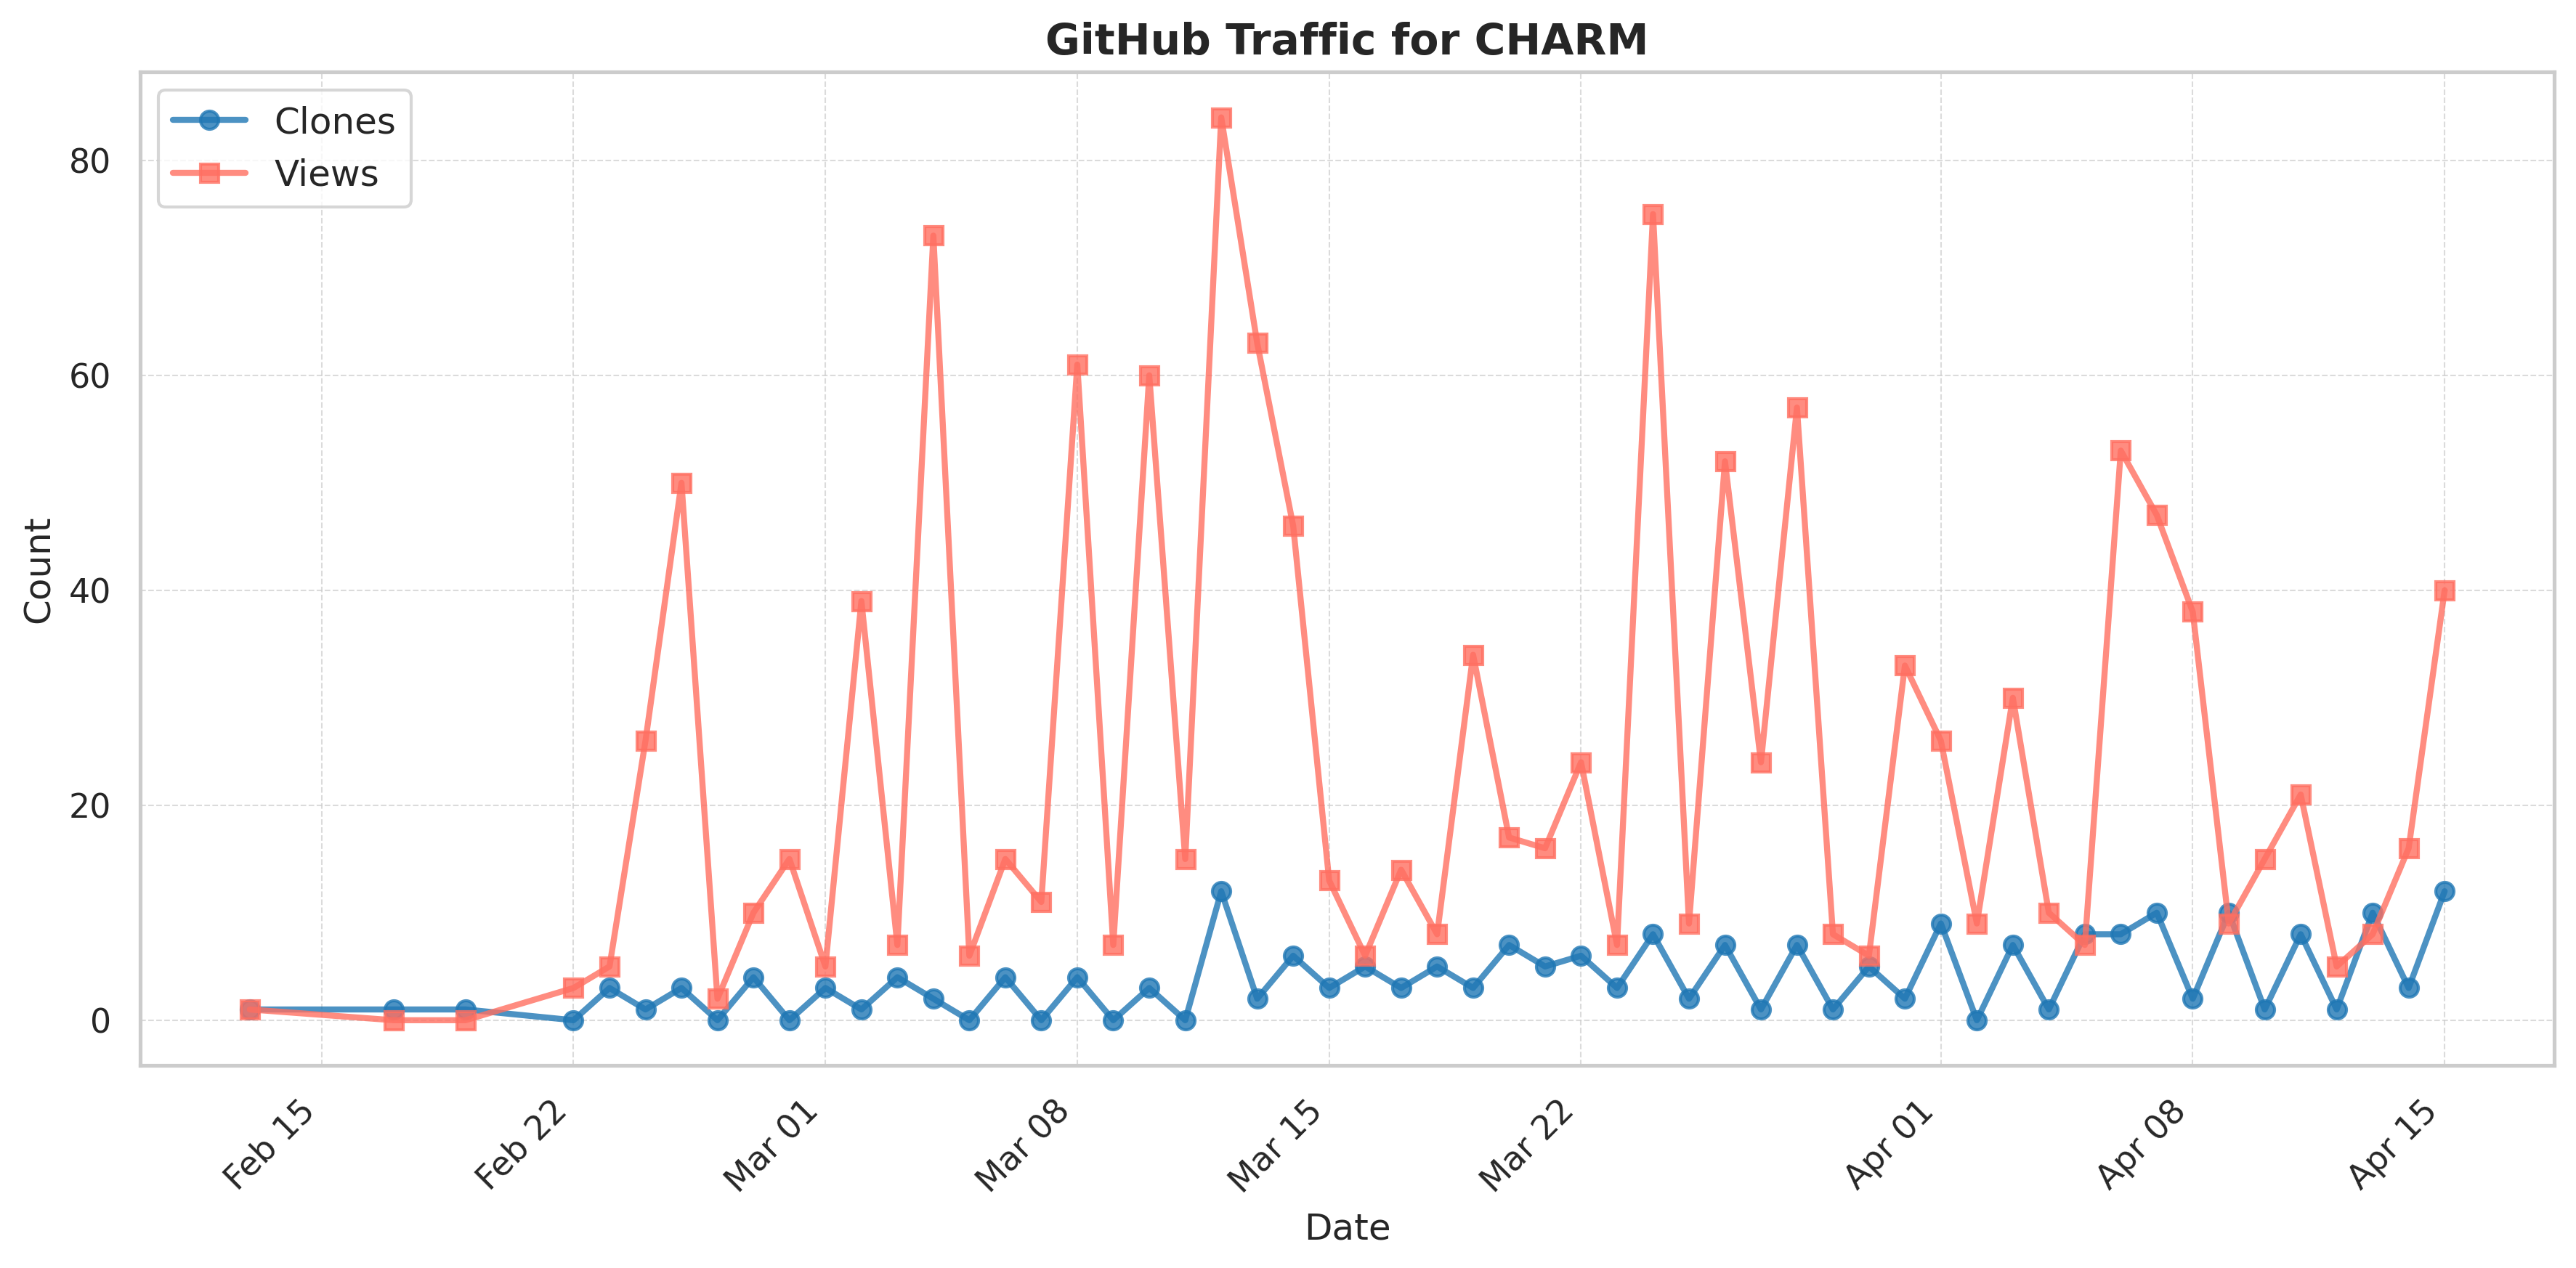 GitHub Traffic for CHARM
Clones
Views
80
60
40
20
0
Count
Feb 15
Feb 22
Mar 01
Mar 08
Mar 15
Mar 22
Apr 01
Apr 08
Apr 15
Date